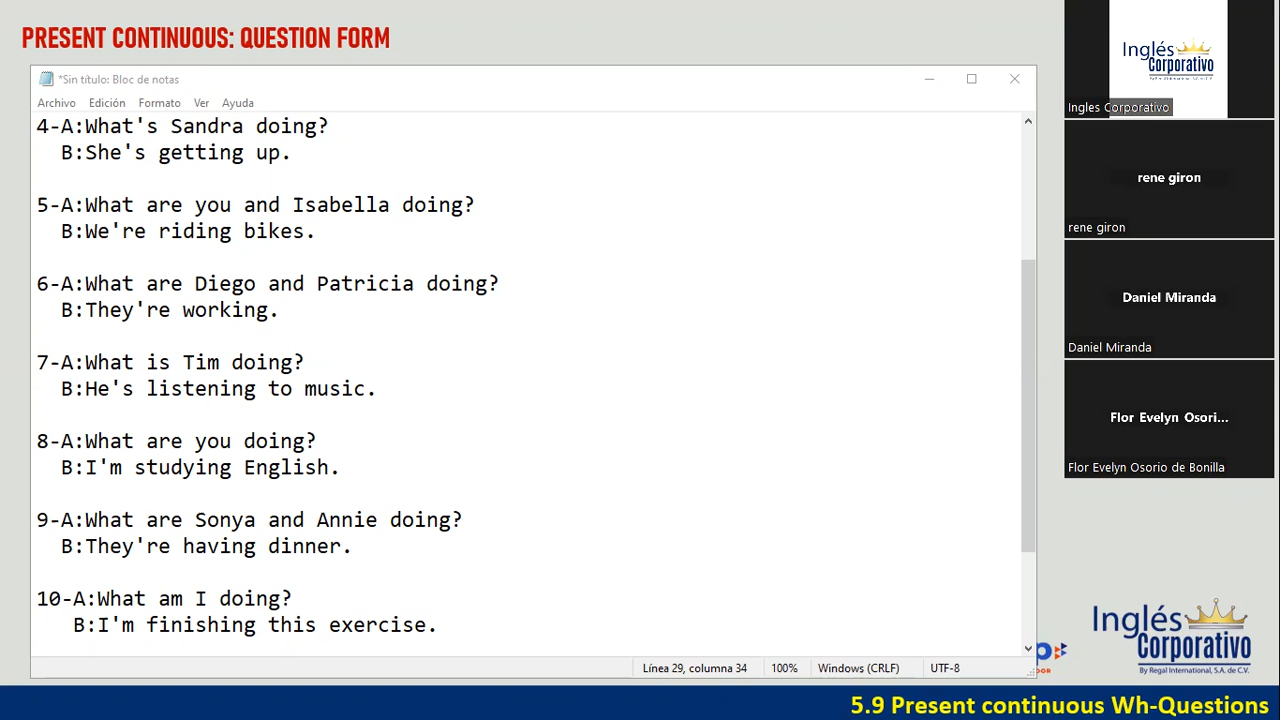 PRESENT CONTINUOUS: QUESTION FORM
*Sin título: Bloc de notas
Archivo Edición Formato Ver Ayuda
4-A:What's Sandra doing?
B:She's getting up.
5-A:What are you and Isabella doing?
B:We're riding bikes.
6-A:What are Diego and Patricia doing?
B:They're working.
7-A:What is Tim doing?
B:He's listening to music.
8-A:What are you doing?
B:I'm studying English.
9-A:What are Sonya and Annie doing?
B:They're having dinner.
10-A:What am I doing?
B:I'm finishing this exercise.
Línea 29, columna 34 100% Windows (CRLF) UTF-8
Inglés
Corporativo
Ingles Corporativo
rene giron
rene giron
Daniel Miranda
Daniel Miranda
Flor Evelyn Osori...
Flor Evelyn Osorio de Bonilla
Inglés
Corporativo
By Regal International, S.A. de C.V.
5.9 Present continuous Wh-Questions